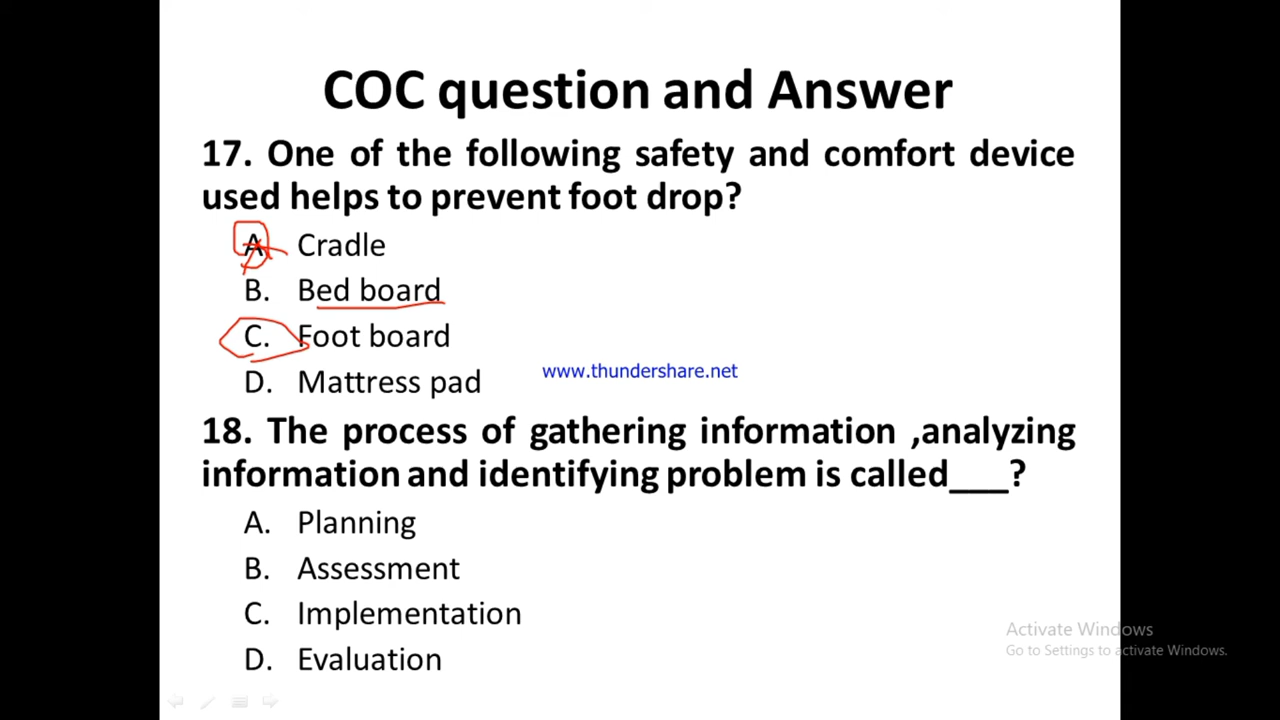 COC question and Answer
17. One of the following safety and comfort device
used helps to prevent foot drop?
A. Cradle
B. Bed board
C. Foot board
D. Mattress pad
www.thundershare.net
18. The process of gathering information ,analyzing
information and identifying problem is called___?
A. Planning
B. Assessment
C. Implementation
D. Evaluation
Activate Windows
Go to Settings to activate Windows.